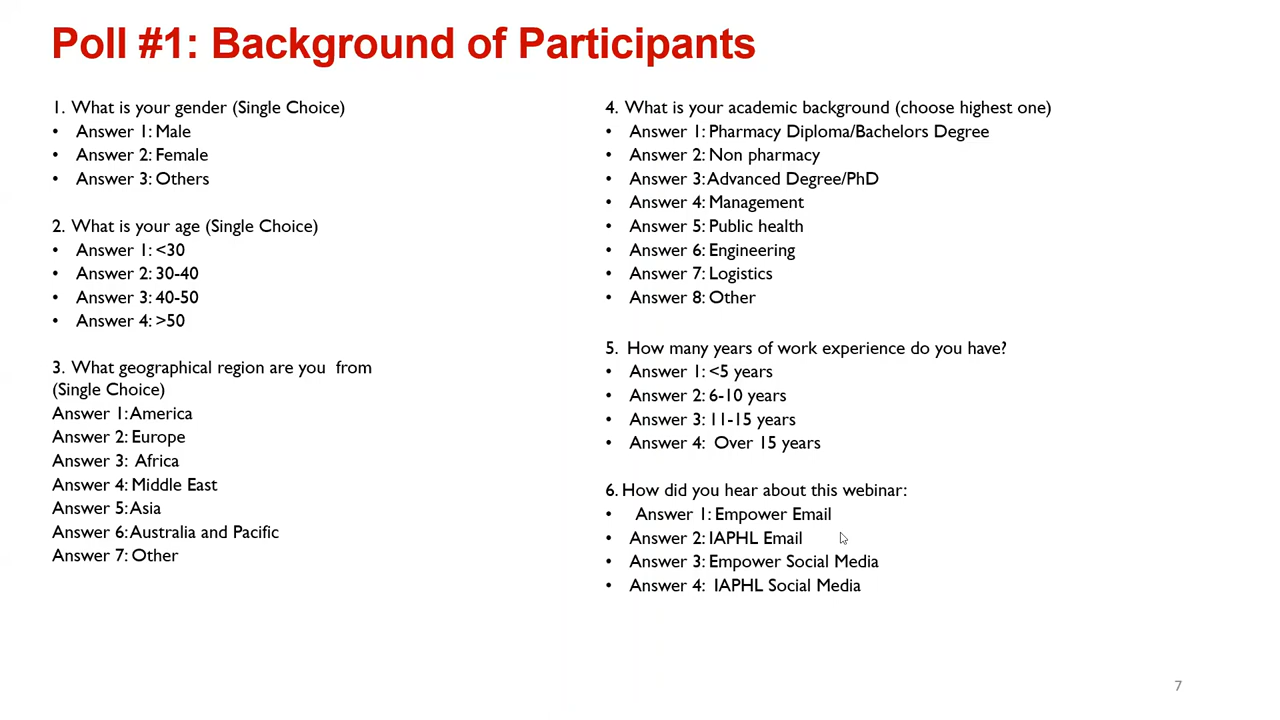 Poll #1: Background of Participants
1. What is your gender (Single Choice)
• Answer 1: Male
• Answer 2: Female
• Answer 3: Others
2. What is your age (Single Choice)
• Answer 1: <30
• Answer 2: 30-40
• Answer 3: 40-50
• Answer 4: >50
3. What geographical region are you from
(Single Choice)
Answer 1: America
Answer 2: Europe
Answer 3: Africa
Answer 4: Middle East
Answer 5: Asia
Answer 6: Australia and Pacific
Answer 7: Other
4. What is your academic background (choose highest one)
• Answer 1: Pharmacy Diploma/Bachelors Degree
• Answer 2: Non pharmacy
• Answer 3: Advanced Degree/PhD
• Answer 4: Management
• Answer 5: Public health
• Answer 6: Engineering
• Answer 7: Logistics
• Answer 8: Other
5. How many years of work experience do you have?
• Answer 1: <5 years
• Answer 2: 6-10 years
• Answer 3: 11-15 years
• Answer 4: Over 15 years
6. How did you hear about this webinar:
• Answer 1: Empower Email
• Answer 2: IAPHL Email
• Answer 3: Empower Social Media
• Answer 4: IAPHL Social Media
7